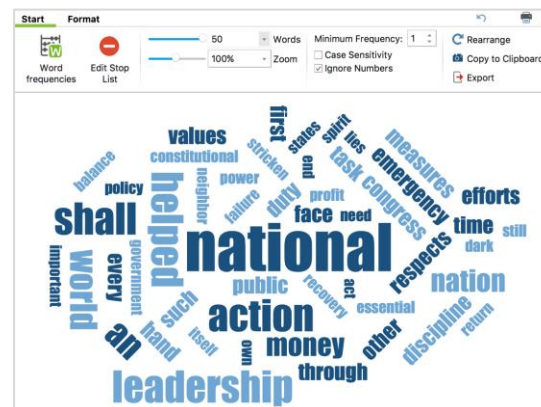 Start Format
50 Words Minimum Frequency: 1 Rearrange
Word frequencies Edit Stop List 100% Zoom Case Sensitivity Copy to Clipboard
Ignore Numbers Export
first
states
spirit
lies
values
constitutional
stricken
end
task
congress
emergency
measures
balance
policy
neighbor
power
failure
duty
profit
efforts
shall
helped
face
need
time
still
dark
national
respects
important
world
every
government
such
public
recovery
act
essential
nation
discipline
return
an
hand
itself
action
own
money
through
other
leadership